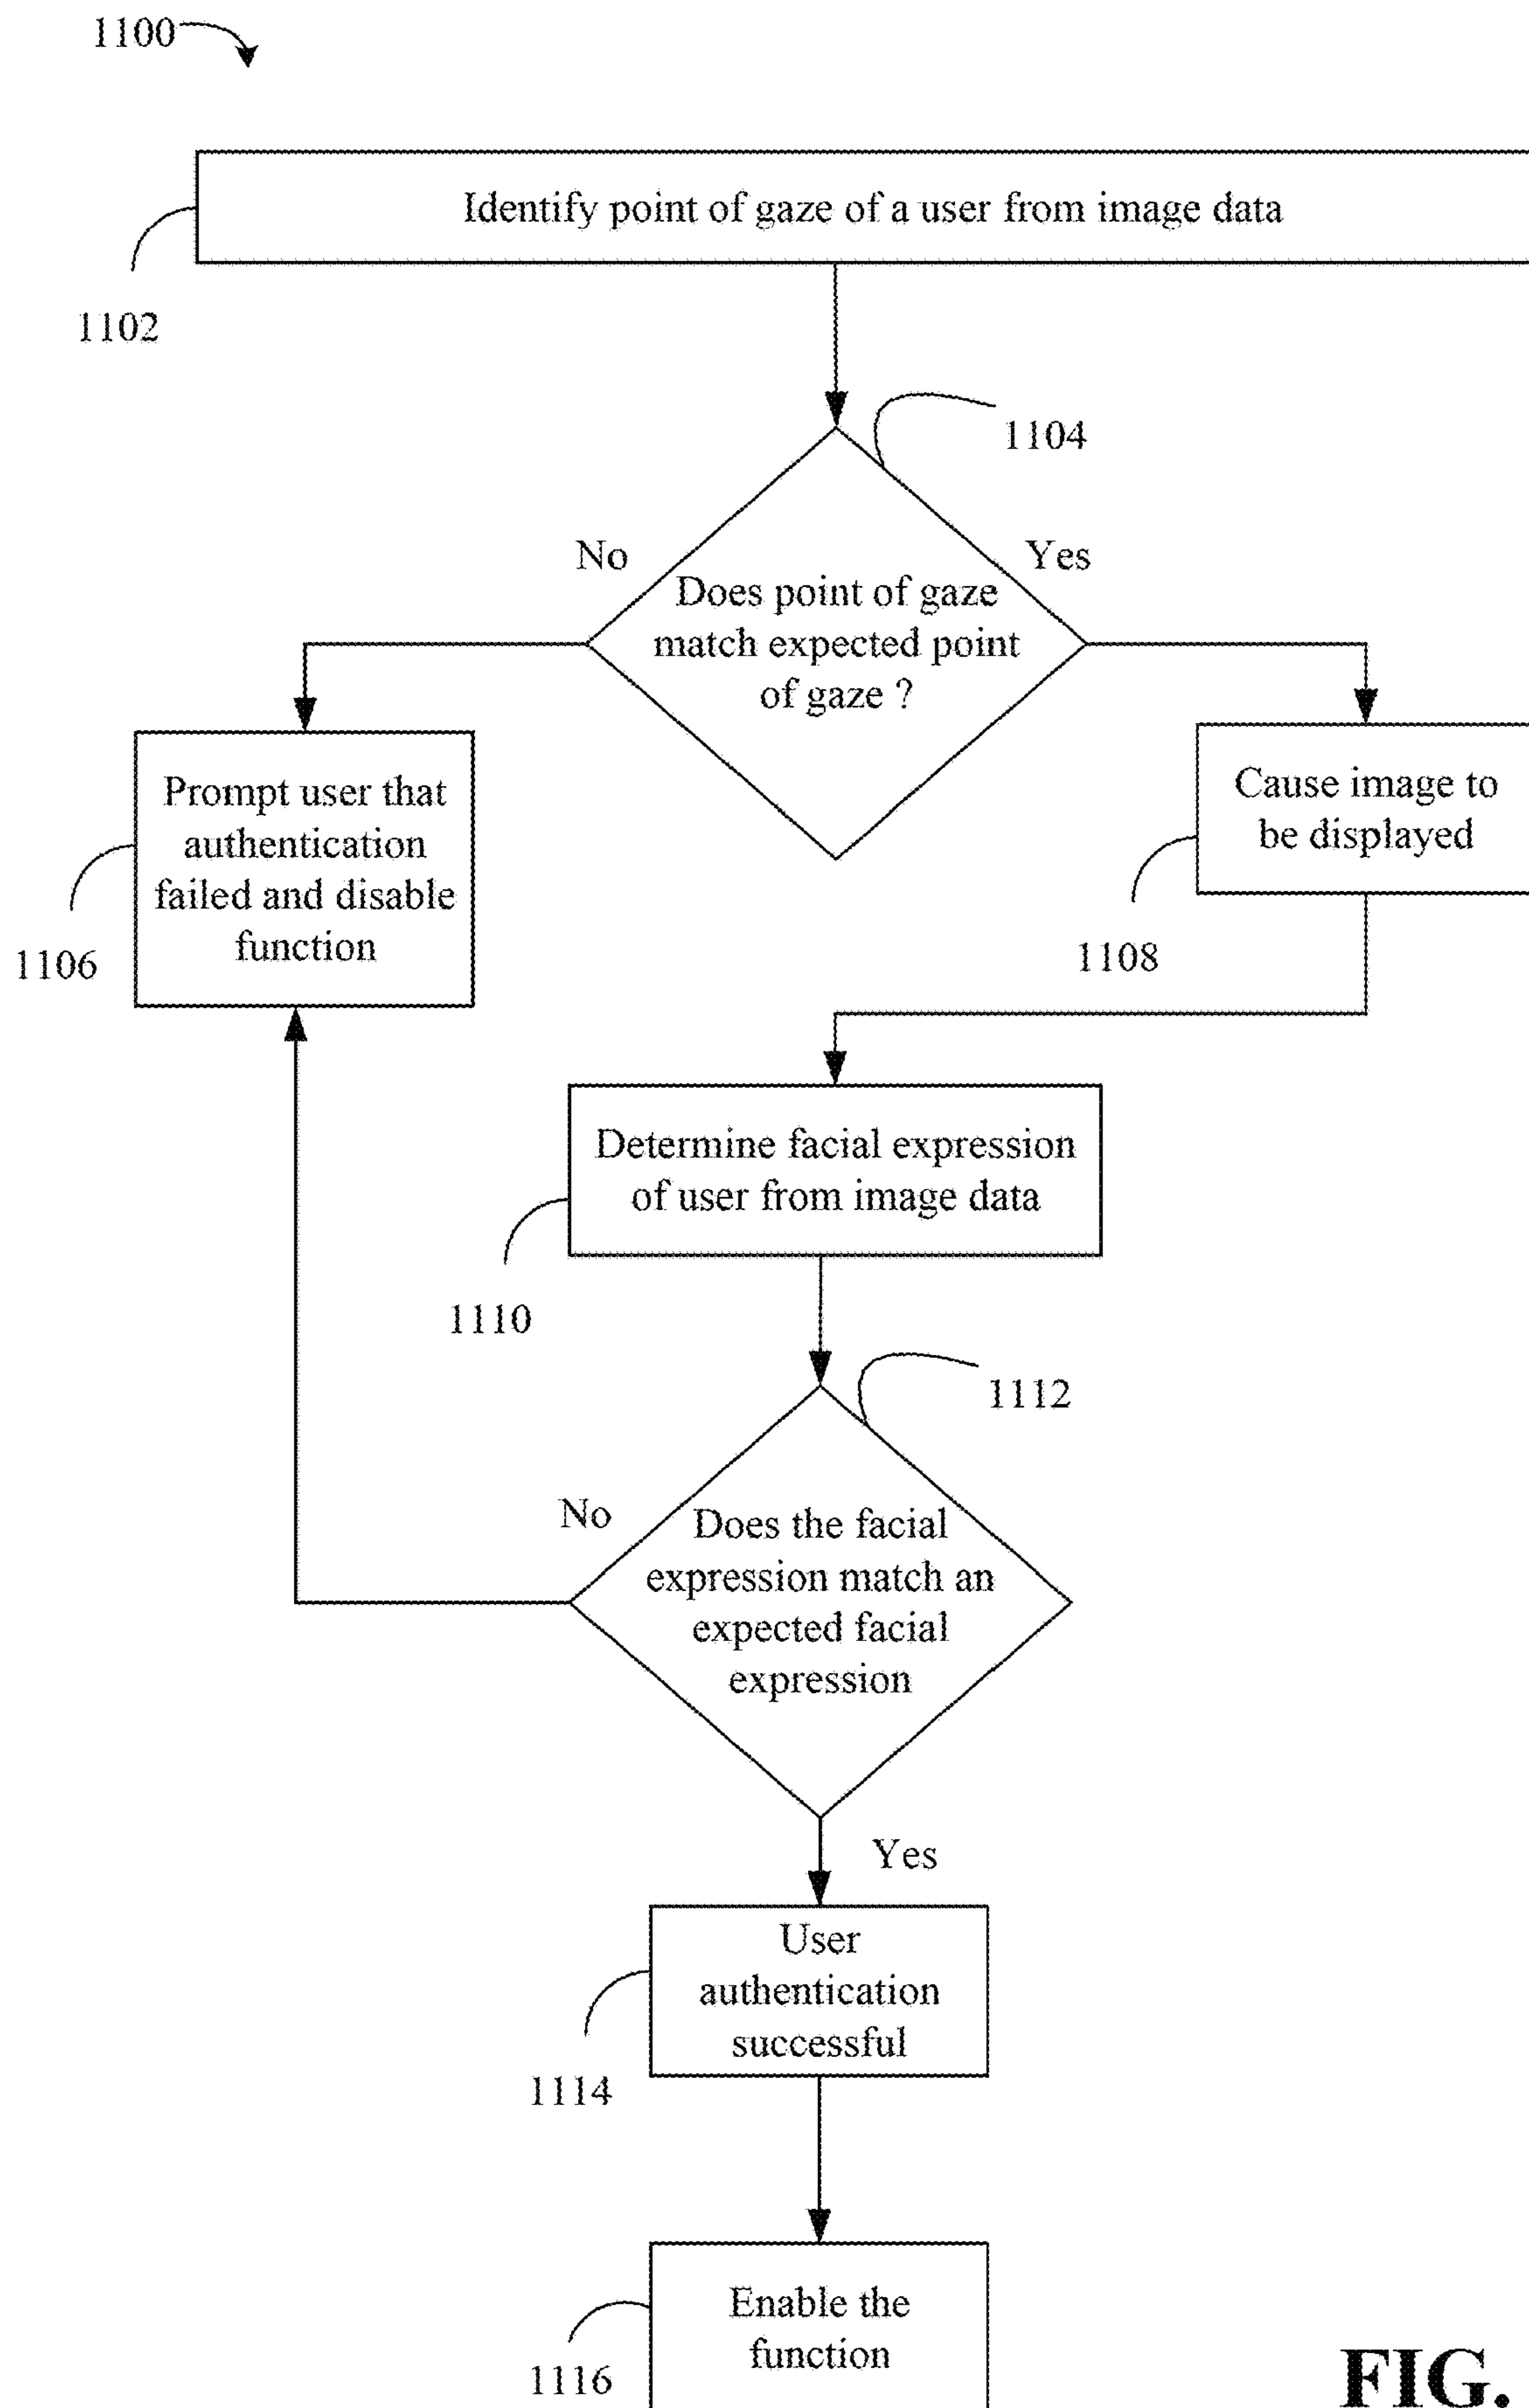 1100
Identify point of gaze of a user from image data
1102
1104
No
Yes
Does point of gaze
match expected point
of gaze ?
Prompt user that
authentication
failed and disable
function
1106
Cause image to
be displayed
1108
Determine facial expression
of user from image data
1110
1112
No
Does the facial
expression match an
expected facial
expression
Yes
User
authentication
successful
1114
Enable the
function
1116
FIG.